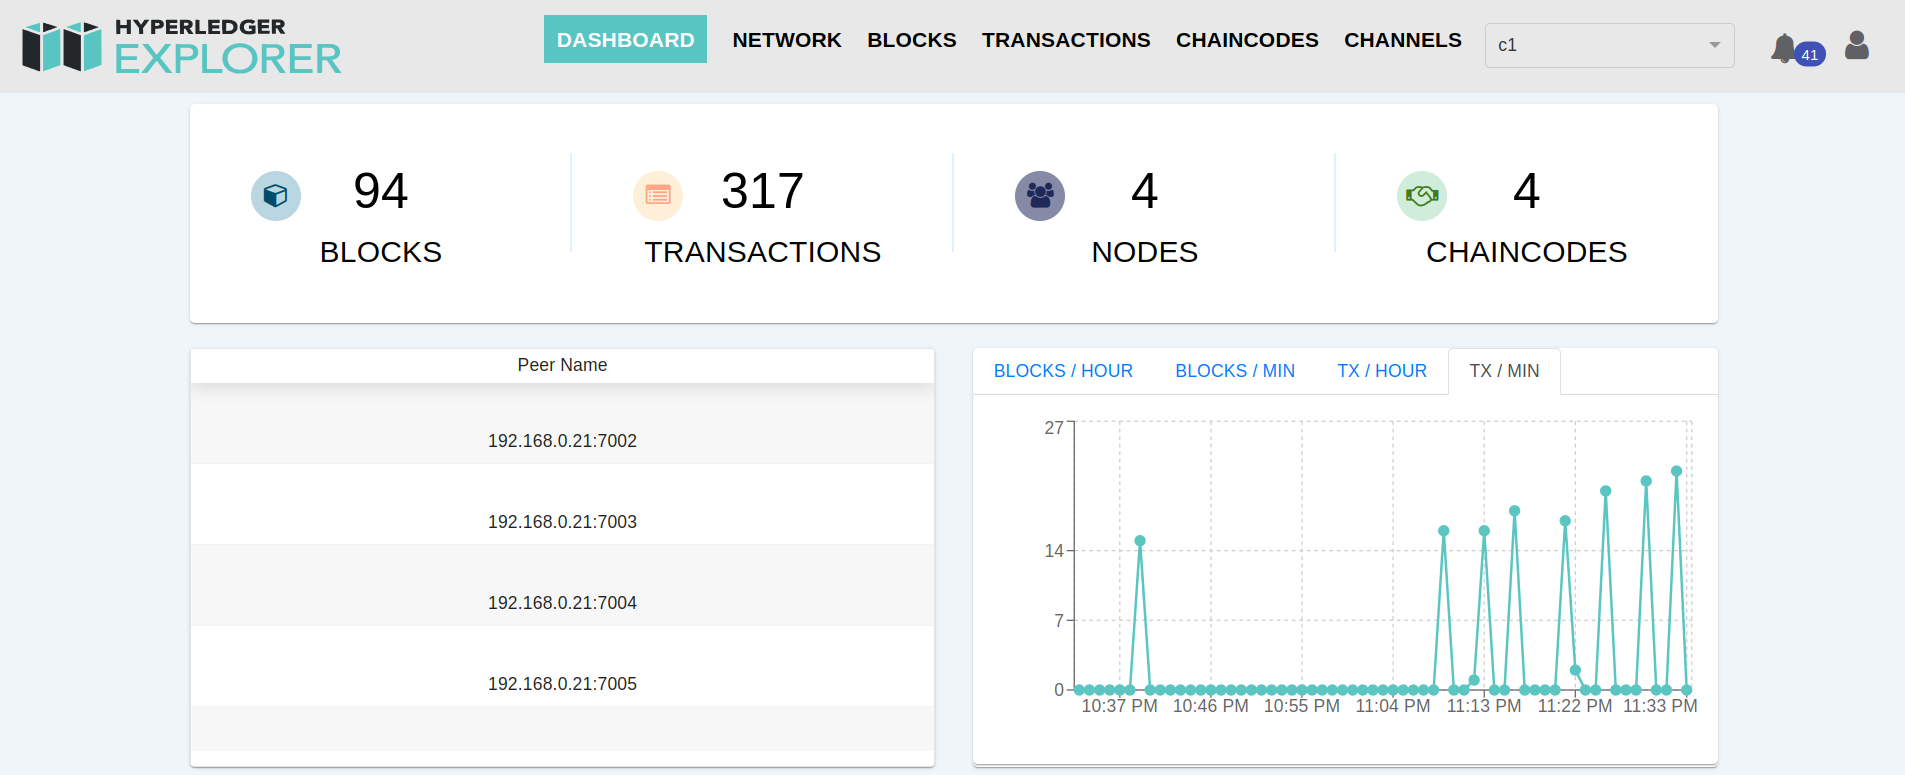 HYPERLEDGER
EXPLORER
DASHBOARD NETWORK BLOCKS TRANSACTIONS CHAINCODES CHANNELS
c1
41
94
BLOCKS
317
TRANSACTIONS
4
NODES
4
CHAINCODES
Peer Name
192.168.0.21:7002
192.168.0.21:7003
192.168.0.21:7004
192.168.0.21:7005
BLOCKS / HOUR BLOCKS / MIN TX / HOUR TX / MIN
27
14
7
0
10:37 PM 10:46 PM 10:55 PM 11:04 PM 11:13 PM 11:22 PM 11:33 PM